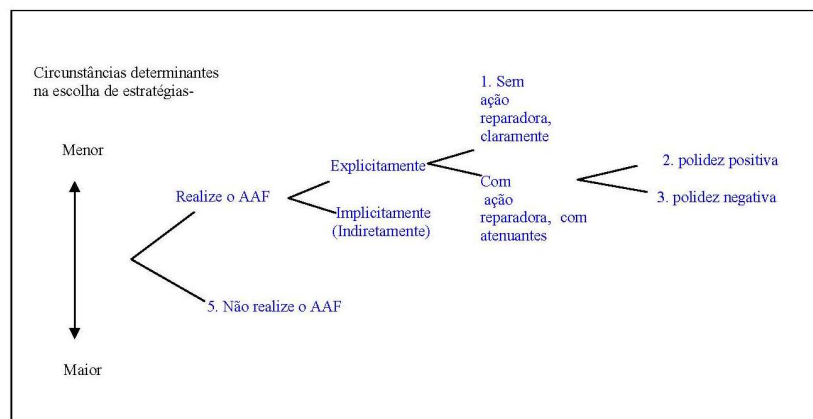 Circunstâncias determinantes
na escolha de estratégias-
1. Sem
ação
reparadora,
claramente
Menor
Explicitamente
2. polidez positiva
Realize o AAF
Com
ação
reparadora, com
atenuantes
3. polidez negativa
Implicitamente
(Indiretamente)
5. Não realize o AAF
Maior